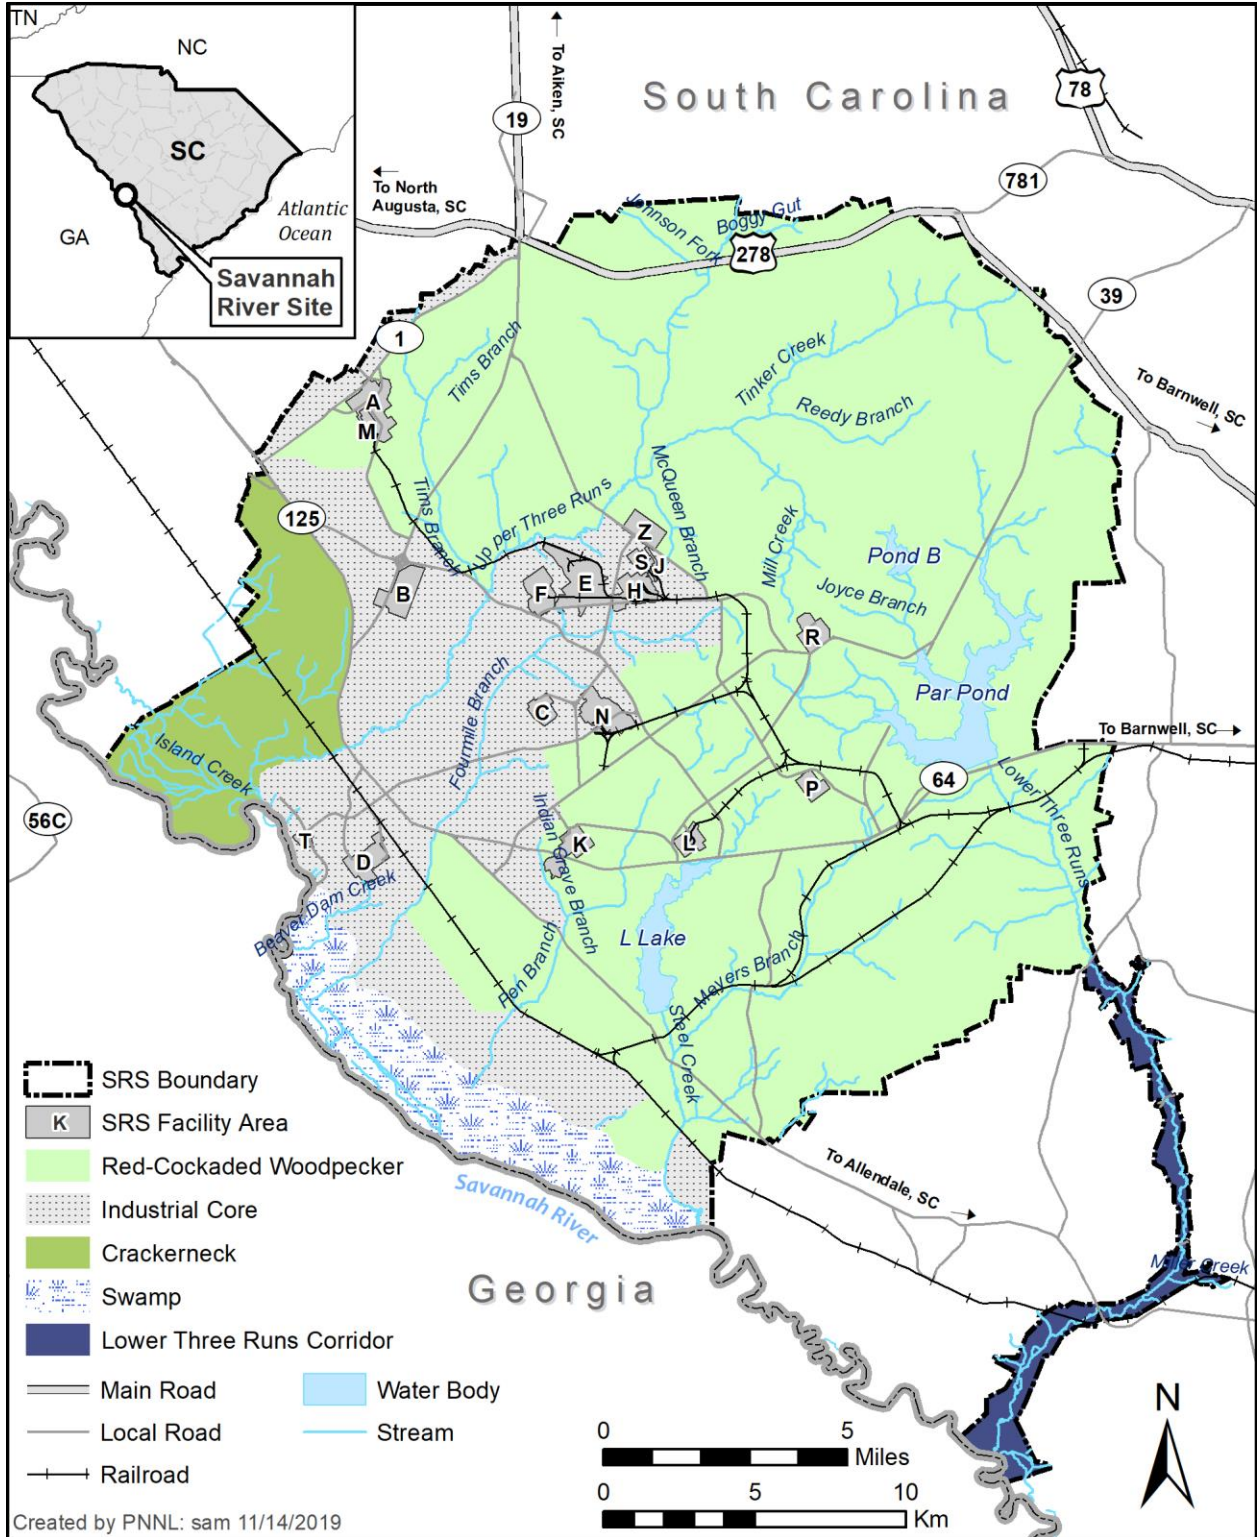 TN
NC
SC
GA
Atlantic
Ocean
Savannah
River Site
To Aiken, SC
South Carolina
78
19
781
To North
Augusta, SC
Johnson Fork
Boggy Gut
278
39
1
Tims Branch
Tinker Creek
To Barnwell, SC
A
Reedy Branch
M
McQueen Branch
Tims Branch
Up per Three Runs
125
Z
Mill Creek
Pond B
S
J
E
H
F
B
Joyce Branch
R
Par Pond
Fourmile Branch
C
N
To Barnwell, SC
Island Creek
Lower Three Runs
64
P
56C
Indian Grave Branch
T
K
L
D
Beaver Dam Creek
L Lake
Pen Branch
Meyers Branch
Steel Creek
SRS Boundary
K
SRS Facility Area
Red-Cockaded Woodpecker
To Allendale, SC
Industrial Core
Savannah River
Crackerneck
Miller Creek
Georgia
Swamp
Lower Three Runs Corridor
Main Road
Water Body
Local Road
Stream
Railroad
0 5
Miles
0 5 10
Km
N
Created by PNNL: sam 11/14/2019